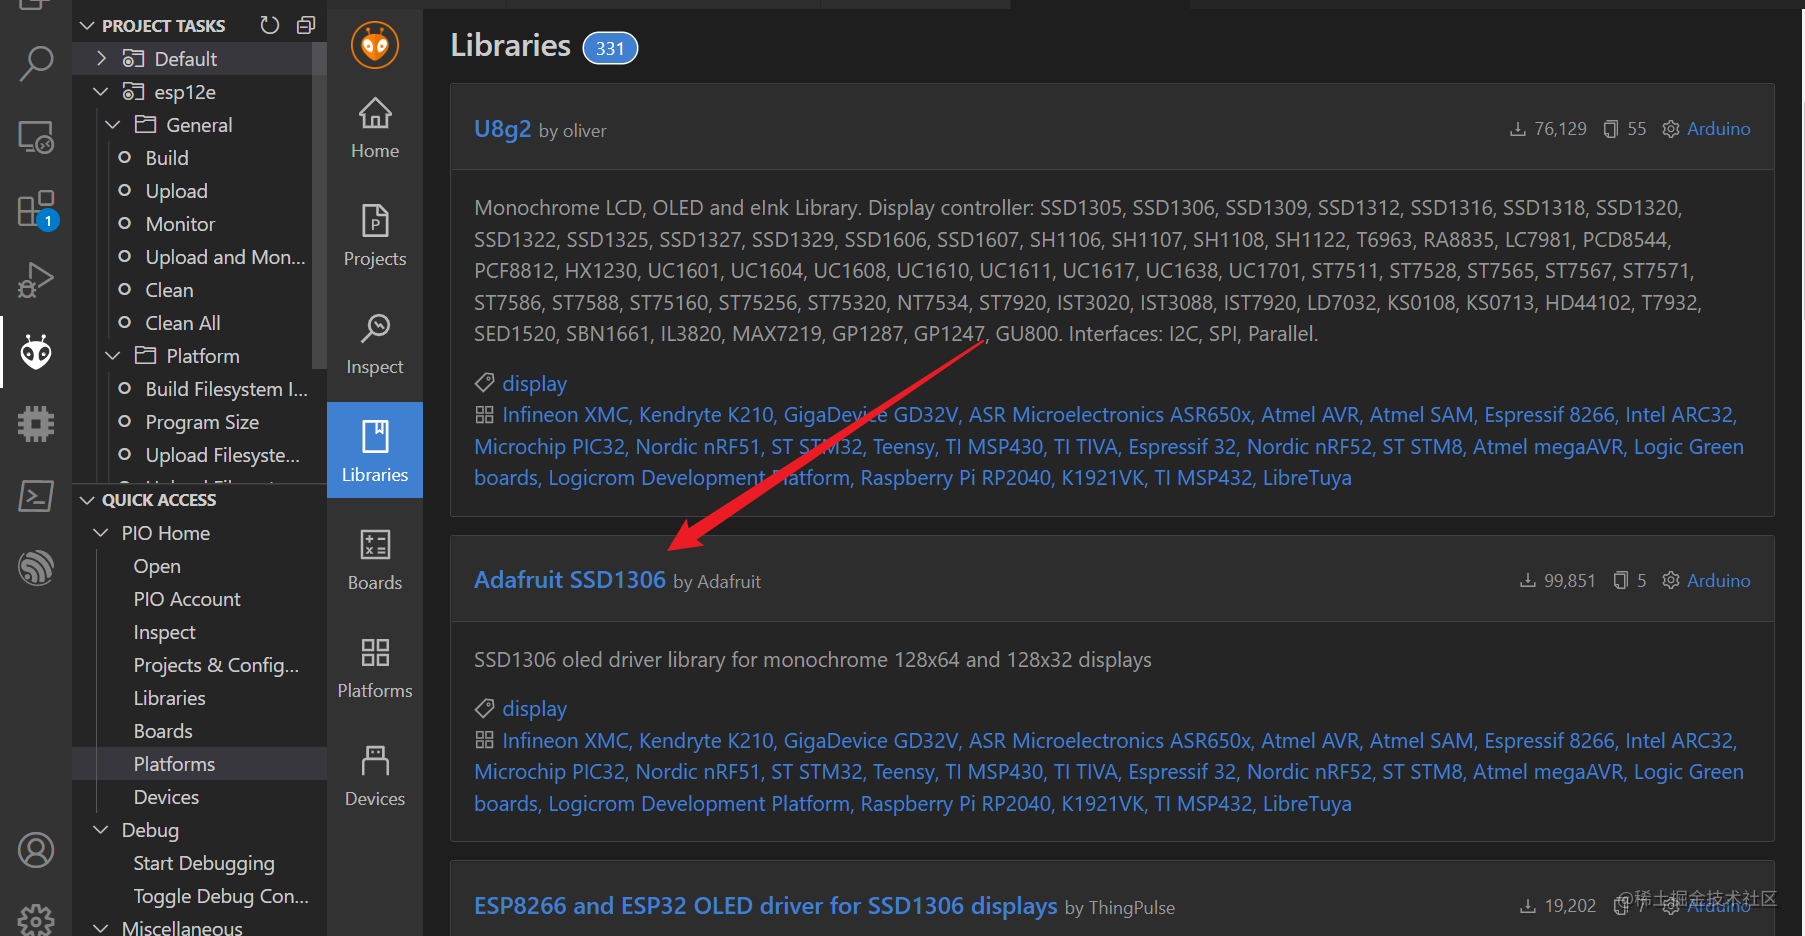 PROJECT TASKS
Default
esp12e
General
Build
Upload
Monitor
Upload and Mon...
Clean
Clean All
Platform
Build Filesystem I...
Program Size
Upload Filesyste...
QUICK ACCESS
PIO Home
Open
PIO Account
Inspect
Projects & Config...
Libraries
Boards
Platforms
Devices
Debug
Start Debugging
Toggle Debug Con...
Miscellaneous
1
Home
Projects
Inspect
Libraries
Boards
Platforms
Devices
Libraries 331
U8g2 by oliver 76,129 55 Arduino
Monochrome LCD, OLED and eInk Library. Display controller: SSD1305, SSD1306, SSD1309, SSD1312, SSD1316, SSD1318, SSD1320,
SSD1322, SSD1325, SSD1327, SSD1329, SSD1606, SSD1607, SH1106, SH1107, SH1108, SH1122, T6963, RA8835, LC7981, PCD8544,
PCF8812, HX1230, UC1601, UC1604, UC1608, UC1610, UC1611, UC1617, UC1638, UC1701, ST7511, ST7528, ST7565, ST7567, ST7571,
ST7586, ST7588, ST75160, ST75256, ST75320, NT7534, ST7920, IST3020, IST3088, IST7920, LD7032, KS0108, KS0713, HD44102, T7932,
SED1520, SBN1661, IL3820, MAX7219, GP1287, GP1247, GU800. Interfaces: I2C, SPI, Parallel.
display
Infineon XMC, Kendryte K210, GigaDevice GD32V, ASR Microelectronics ASR650x, Atmel AVR, Atmel SAM, Espressif 8266, Intel ARC32,
Microchip PIC32, Nordic nRF51, ST STM32, Teensy, TI MSP430, TI TIVA, Espressif 32, Nordic nRF52, ST STM8, Atmel megaAVR, Logic Green
boards, Logicrom Development Platform, Raspberry Pi RP2040, K1921VK, TI MSP432, LibreTuya
Adafruit SSD1306 by Adafruit 99,851 5 Arduino
SSD1306 oled driver library for monochrome 128x64 and 128x32 displays
display
Infineon XMC, Kendryte K210, GigaDevice GD32V, ASR Microelectronics ASR650x, Atmel AVR, Atmel SAM, Espressif 8266, Intel ARC32,
Microchip PIC32, Nordic nRF51, ST STM32, Teensy, TI MSP430, TI TIVA, Espressif 32, Nordic nRF52, ST STM8, Atmel megaAVR, Logic Green
boards, Logicrom Development Platform, Raspberry Pi RP2040, K1921VK, TI MSP432, LibreTuya
ESP8266 and ESP32 OLED driver for SSD1306 displays by ThingPulse 19,202 7 Arduino
@稀土掘金技术社区